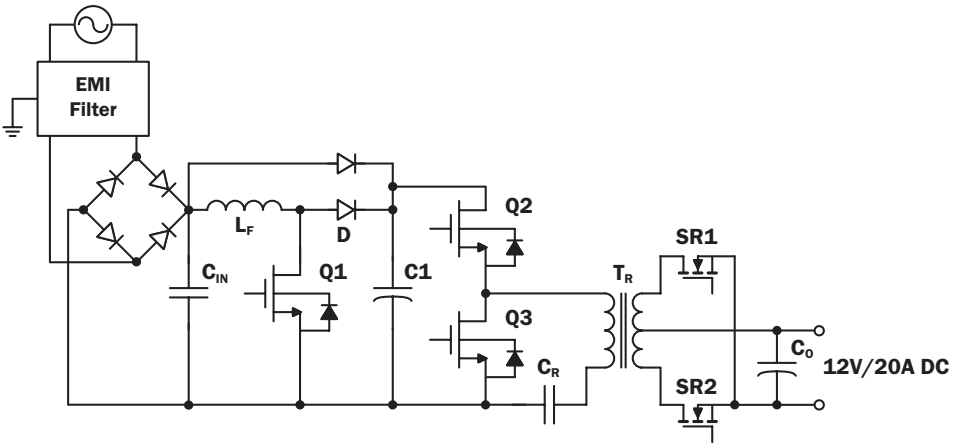 EMI
Filter
L_F
D
C_IN
Q1
C1
Q2
Q3
C_R
T_R
SR1
SR2
C_O
12V/20A DC